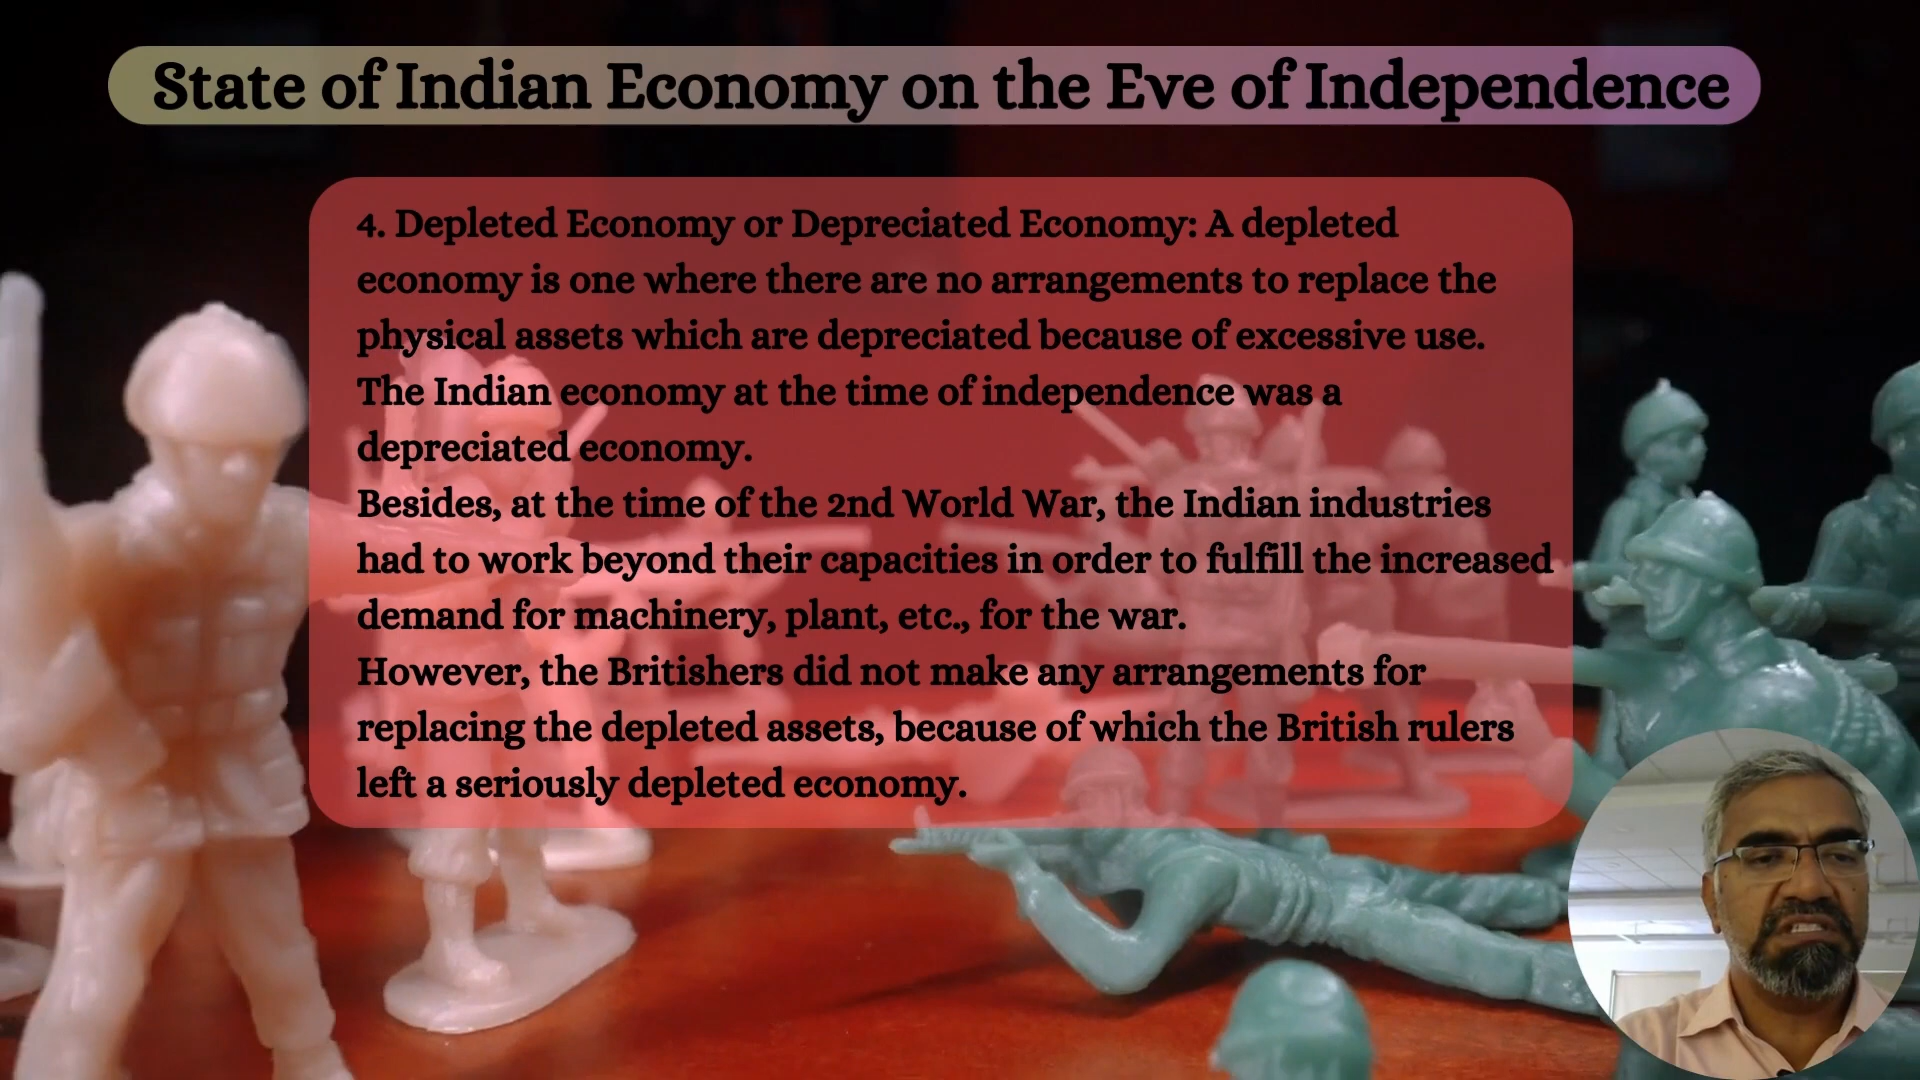 State of Indian Economy on the Eve of Independence
4. Depleted Economy or Depreciated Economy: A depleted
economy is one where there are no arrangements to replace the
physical assets which are depreciated because of excessive use.
The Indian economy at the time of independence was a
depreciated economy.
Besides, at the time of the 2nd World War, the Indian industries
had to work beyond their capacities in order to fulfill the increased
demand for machinery, plant, etc., for the war.
However, the Britishers did not make any arrangements for
replacing the depleted assets, because of which the British rulers
left a seriously depleted economy.